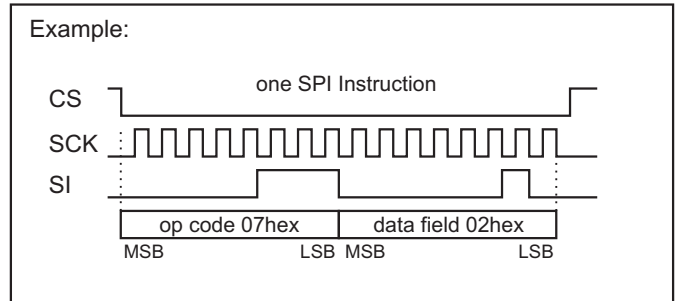 Example:
one SPI Instruction
CS
SCK
SI
op code 07hex data field 02hex
MSB LSB MSB LSB